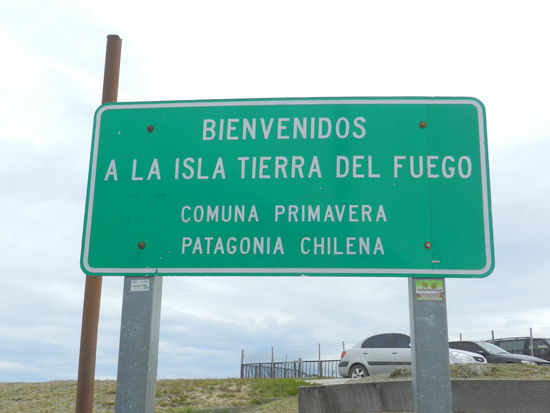 BIENVENIDOS
A LA ISLA TIERRA DEL FUEGO
COMUNA PRIMAVERA
PATAGONIA CHILENA